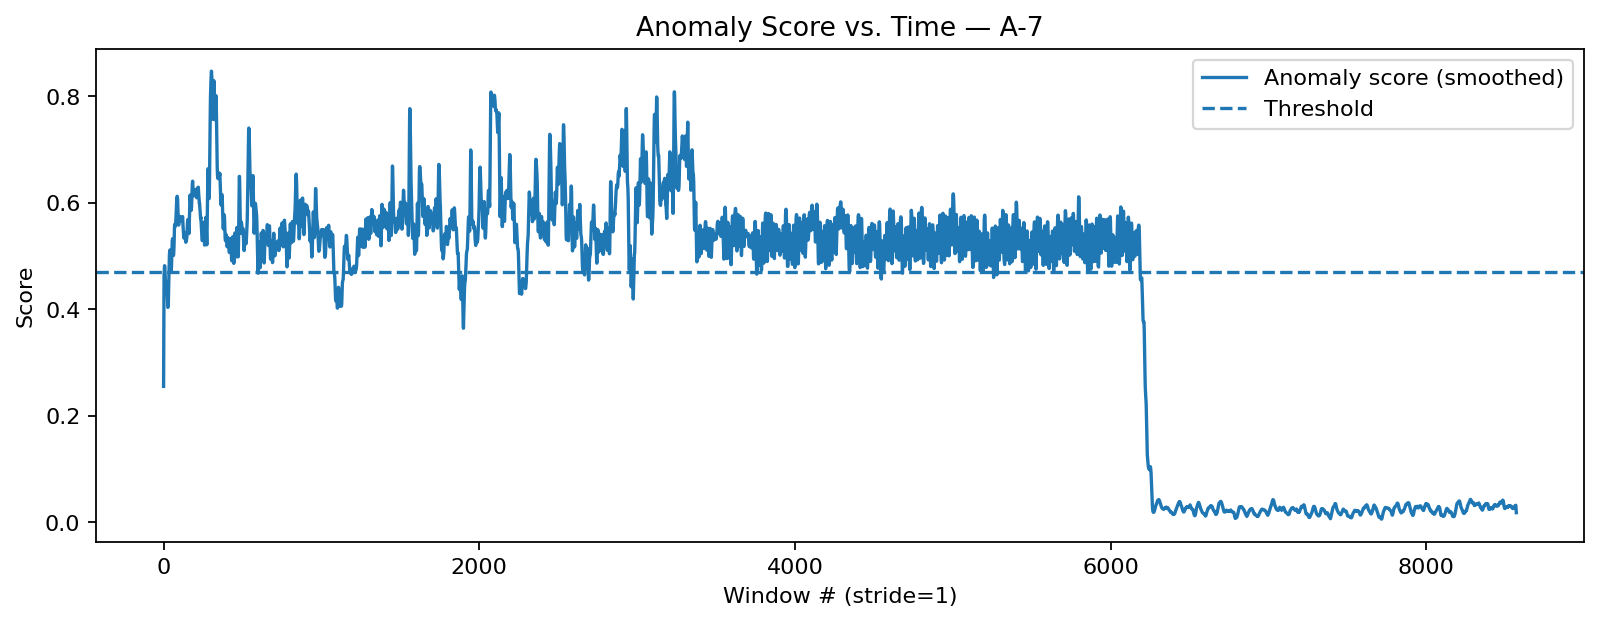 Anomaly Score vs. Time — A-7
Anomaly score (smoothed)
Threshold
Score
0.8
0.6
0.4
0.2
0.0
0 2000 4000 6000 8000
Window # (stride=1)